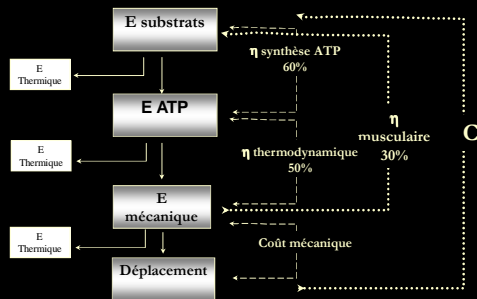 E substrats
η synthèse ATP
60%
E
Thermique
E ATP
η
musculaire
30%
C
E
Thermique
η thermodynamique
50%
E
mécanique
E
Thermique
Coût mécanique
Déplacement